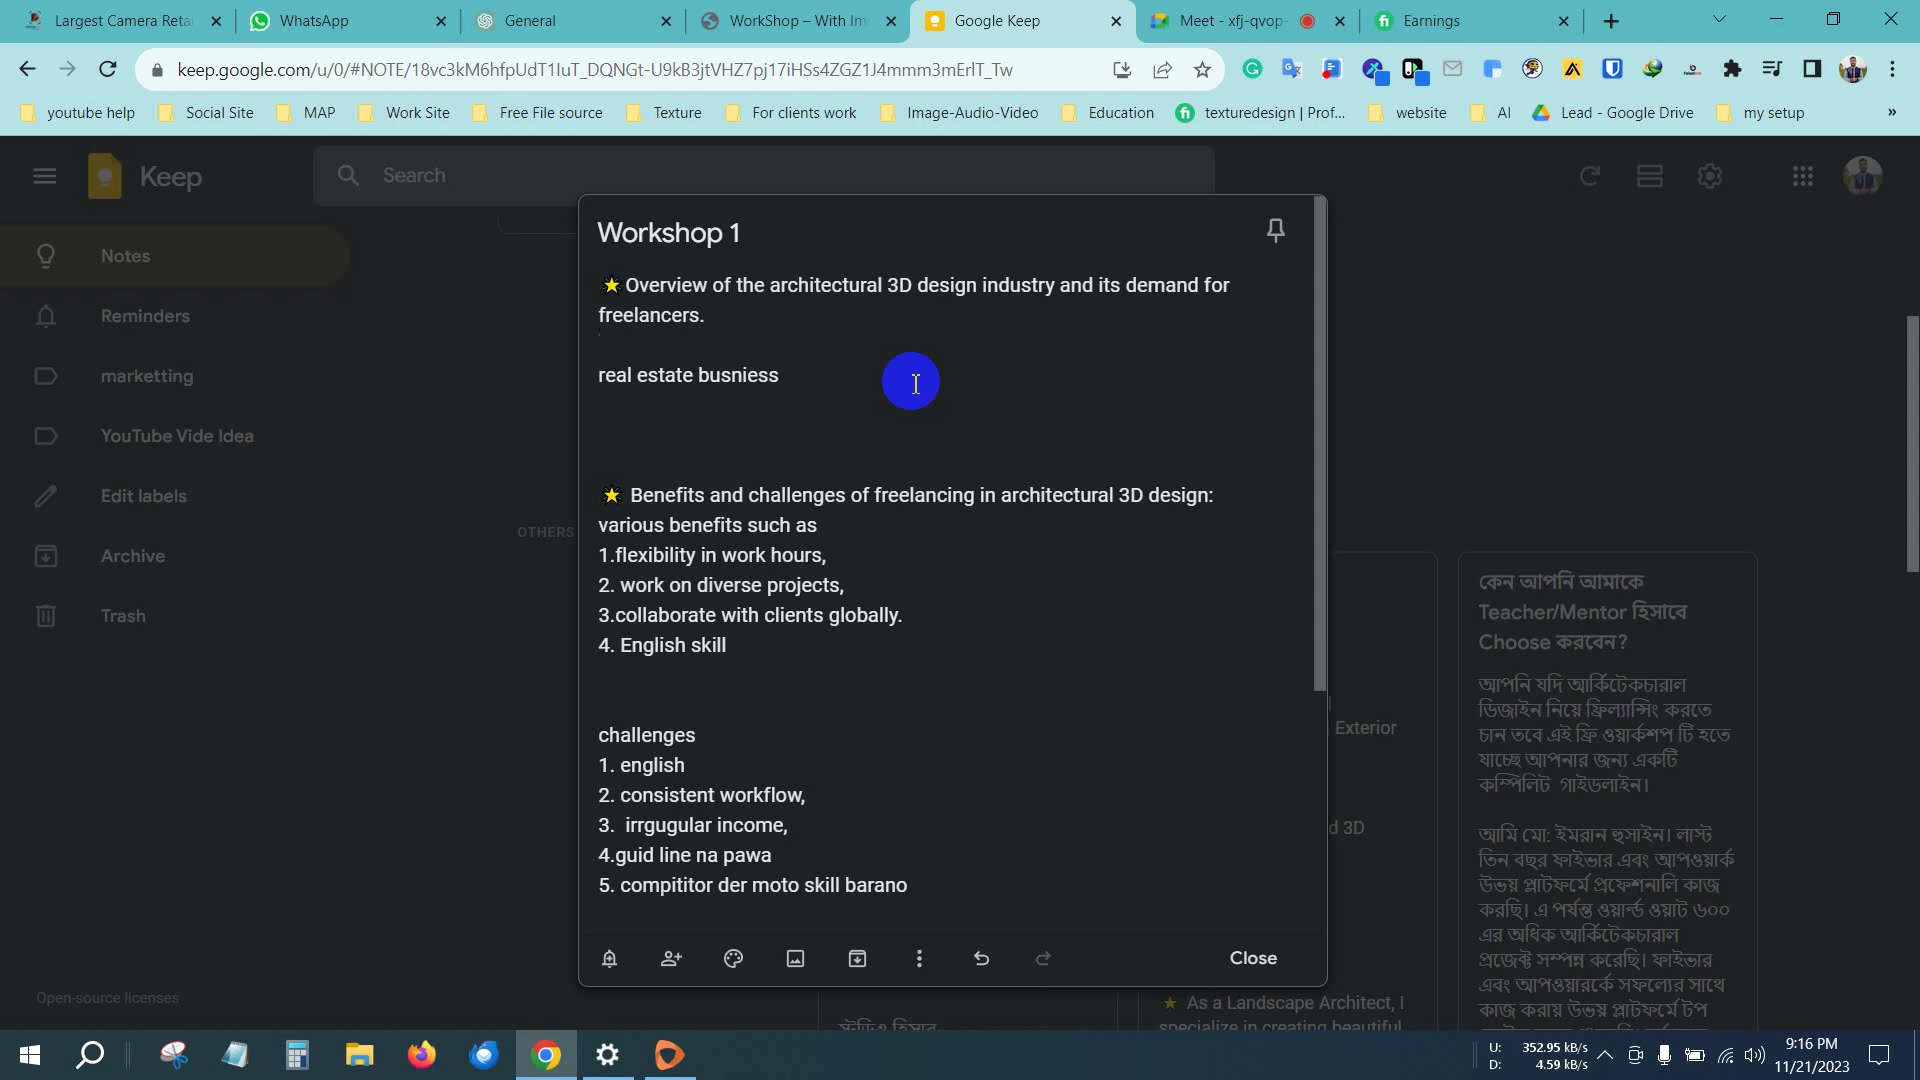 Largest Camera Reta
WhatsApp
General
WorkShop – With Im
Google Keep
Meet - xfj-qvop-
Earnings
keep.google.com/u/0/#NOTE/18vc3kM6hfpUdT1IuT_DQNGt-U9kB3jtVHZ7pj17iHSs4ZGZ1J4mmm3mErlT_Tw
youtube help
Social Site
MAP
Work Site
Free File source
Texture
For clients work
Image-Audio-Video
Education
texturedesign | Prof...
website
AI
Lead - Google Drive
my setup
»
Keep
Search
Notes
Reminders
marketting
YouTube Vide Idea
Edit labels
Archive
Trash
Open-source licenses
OTHERS
Workshop 1
Overview of the architectural 3D design industry and its demand for
freelancers.
real estate busniess
Benefits and challenges of freelancing in architectural 3D design:
various benefits such as
1.flexibility in work hours,
2. work on diverse projects,
3.collaborate with clients globally.
4. English skill
challenges
1. english
2. consistent workflow,
3. irrgugular income,
4.guid line na pawa
5. compititor der moto skill barano
Close
Exterior
d 3D
As a Landscape Architect, I
specialize in creating beautiful
কেন আপনি আমাকে
Teacher/Mentor হিসাবে
Choose করবেন?
আপনি যদি আর্কিটেকচারাল
ডিজাইন নিয়ে ফ্রিল্যান্সিং করতে
চান তবে এই ফ্রি ওয়ার্কশপ টি হতে
যাচ্ছে আপনার জন্য একটি
কম্পিলিট গাইডলাইন।
আমি মো: ইমরান হুসাইন। লাস্ট
তিন বছর ফাইভার এবং আপওয়ার্ক
উভয় প্লাটফর্মে প্রফেশনালি কাজ
করছি। এ পর্যন্ত ওয়ার্ল্ড ওয়াট ৬০০
এর অধিক আর্কিটেকচারাল
প্রজেক্ট সম্পন্ন করেছি। ফাইভার
এবং আপওয়ারকে সফল্যের সাথে
কাজ করায় উভয় প্লাটফর্মে টপ
U: 352.95 kB/s
D: 4.59 kB/s
9:16 PM
11/21/2023